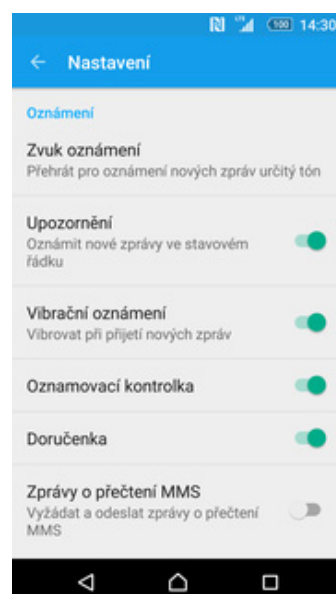 100 14:30
Nastavení
Oznámení
Zvuk oznámení
Přehrát pro oznámení nových zpráv určitý tón
Upozornění
Oznámit nové zprávy ve stavovém
řádku
Vibrační oznámení
Vibrovat při přijetí nových zpráv
Oznamovací kontrolka
Doručenka
Zprávy o přečtení MMS
Vyžádat a odeslat zprávy o přečtení
MMS